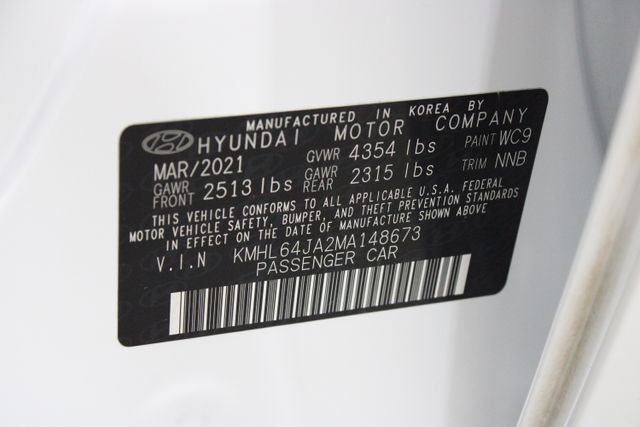 MANUFACTURED IN KOREA BY
HYUNDAI MOTOR COMPANY
MAR/2021 GVWR 4354 lbs PAINT WC9
GAWR FRONT 2513 lbs GAWR REAR 2315 lbs TRIM NNB
THIS VEHICLE CONFORMS TO ALL APPLICABLE U.S.A. FEDERAL
MOTOR VEHICLE SAFETY, BUMPER, AND THEFT PREVENTION STANDARDS
IN EFFECT ON THE DATE OF MANUFACTURE SHOWN ABOVE.
V.I.N KMHL64JA2MA148673
PASSENGER CAR